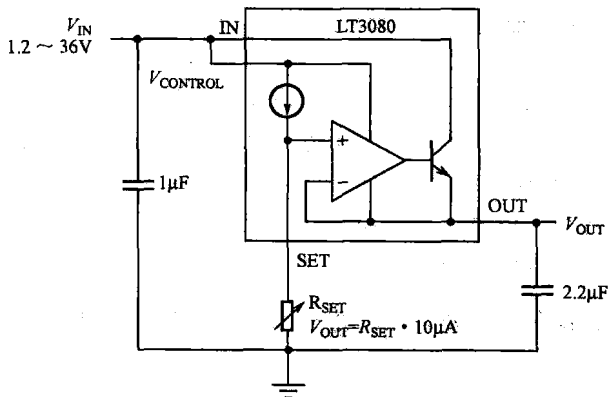 V_IN
1.2 ~ 36V
IN
LT3080
V_CONTROL
+
−
1μF
OUT
V_OUT
SET
2.2μF
R_SET
V_OUT=R_SET · 10μA